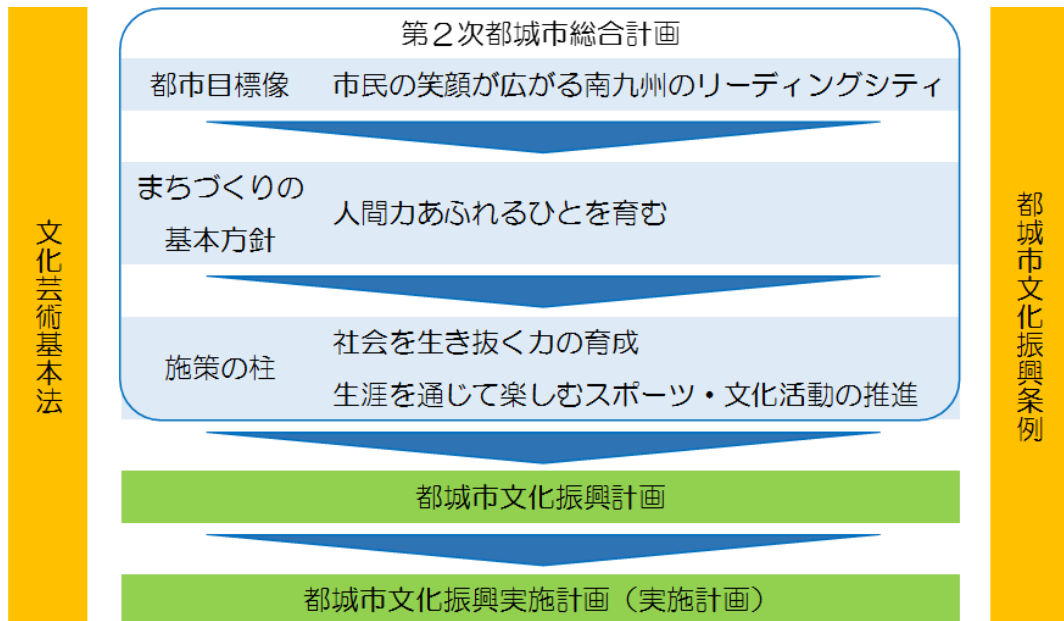 第２次都城市総合計画
都市目標像
市民の笑顔が広がる南九州のリーディングシティ
まちづくりの
基本方針
人間力あふれるひとを育む
施策の柱
社会を生き抜く力の育成
生涯を通じて楽しむスポーツ・文化活動の推進
都城市文化振興計画
都城市文化振興実施計画（実施計画）
文化芸術基本法
都城市文化振興条例